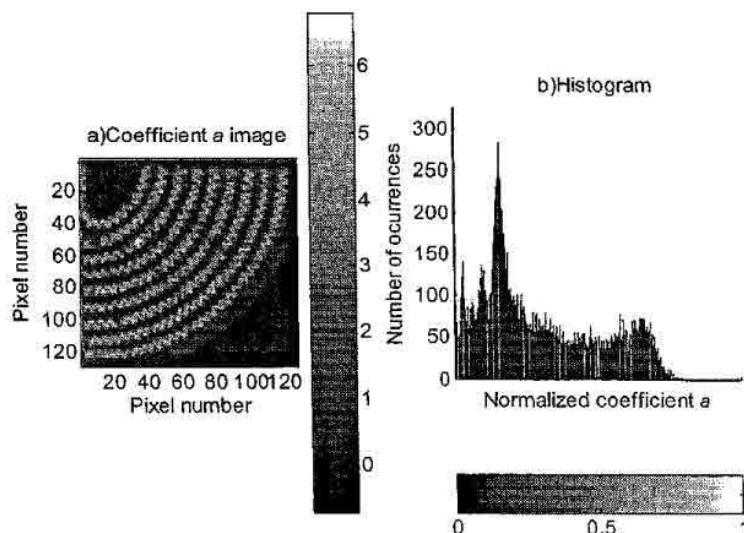 a)Coefficient a image
Pixel number
20
40
60
80
100
120
20 40 60 80 100120
Pixel number
6
5
4
3
2
1
0
b)Histogram
Number of ocurrences
300
250
200
150
100
50
0
Normalized coefficient a
0 0.5 1